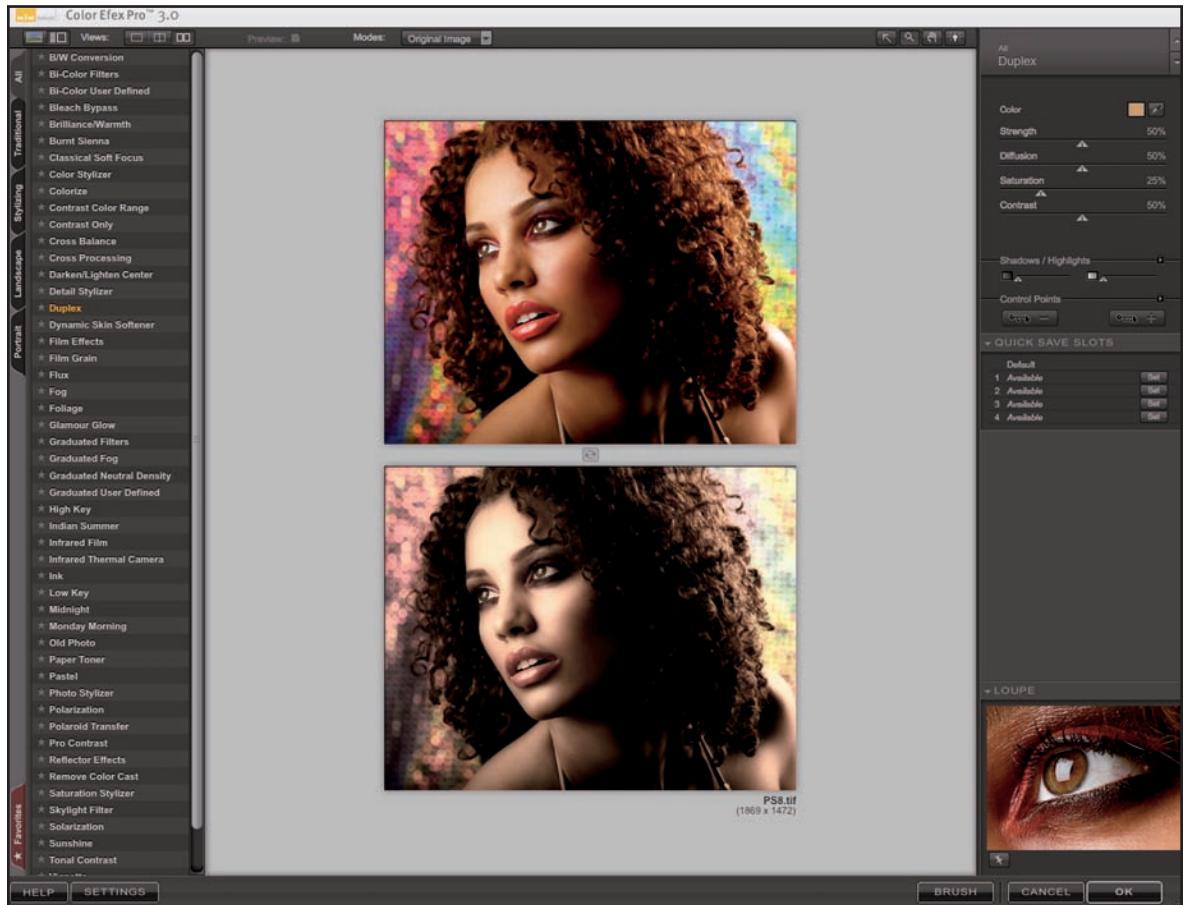 Color Efex Pro™ 3.0
Views:
Preview:
Modes:
Original Image
All
Traditional
Stylizing
Landscape
Portrait
Favorites
B/W Conversion
Bi-Color Filters
Bi-Color User Defined
Bleach Bypass
Brilliance/Warmth
Burnt Sienna
Classical Soft Focus
Color Stylizer
Colorize
Contrast Color Range
Contrast Only
Cross Balance
Cross Processing
Darken/Lighten Center
Detail Stylizer
Duplex
Dynamic Skin Softener
Film Effects
Film Grain
Flux
Fog
Foliage
Glamour Glow
Graduated Filters
Graduated Fog
Graduated Neutral Density
Graduated User Defined
High Key
Indian Summer
Infrared Film
Infrared Thermal Camera
Ink
Low Key
Midnight
Monday Morning
Old Photo
Paper Toner
Pastel
Photo Stylizer
Polarization
Polaroid Transfer
Pro Contrast
Reflector Effects
Remove Color Cast
Saturation Stylizer
Skylight Filter
Solarization
Sunshine
Tonal Contrast
PS8.tif
(1869 x 1472)
All
Duplex
Color
Strength 50%
Diffusion 50%
Saturation 25%
Contrast 50%
Shadows / Highlights
Control Points
QUICK SAVE SLOTS
Default
1 Available Set
2 Available Set
3 Available Set
4 Available Set
LOUPE
HELP
SETTINGS
BRUSH
CANCEL
OK